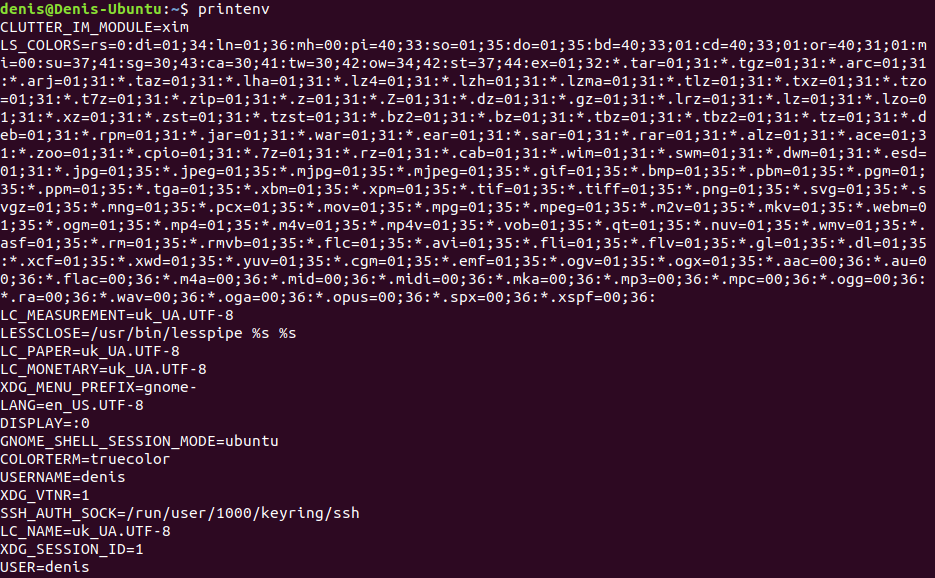 denis@Denis-Ubuntu:~$ printenv
CLUTTER_IM_MODULE=xim
LS_COLORS=rs=0:di=01;34:ln=01;36:mh=00:pi=40;33:so=01;35:do=01;35:bd=40;33;01:cd=40;33;01:or=40;31;01:m
i=00:su=37;41:sg=30;43:ca=30;41:tw=30;42:ow=34;42:st=37;44:ex=01;32:*.tar=01;31:*.tgz=01;31:*.arc=01;31
:*.arj=01;31:*.taz=01;31:*.lha=01;31:*.lz4=01;31:*.lzh=01;31:*.lzma=01;31:*.tlz=01;31:*.txz=01;31:*.tzo
=01;31:*.t7z=01;31:*.zip=01;31:*.z=01;31:*.Z=01;31:*.dz=01;31:*.gz=01;31:*.lrz=01;31:*.lz=01;31:*.lzo=0
1;31:*.xz=01;31:*.zst=01;31:*.tzst=01;31:*.bz2=01;31:*.bz=01;31:*.tbz=01;31:*.tbz2=01;31:*.tz=01;31:*.d
eb=01;31:*.rpm=01;31:*.jar=01;31:*.war=01;31:*.ear=01;31:*.sar=01;31:*.rar=01;31:*.alz=01;31:*.ace=01;3
1:*.zoo=01;31:*.cpio=01;31:*.7z=01;31:*.rz=01;31:*.cab=01;31:*.wim=01;31:*.swm=01;31:*.dwm=01;31:*.esd=
01;31:*.jpg=01;35:*.jpeg=01;35:*.mjpg=01;35:*.mjpeg=01;35:*.gif=01;35:*.bmp=01;35:*.pbm=01;35:*.pgm=01;
35:*.ppm=01;35:*.tga=01;35:*.xbm=01;35:*.xpm=01;35:*.tif=01;35:*.tiff=01;35:*.png=01;35:*.svg=01;35:*.s
vgz=01;35:*.mng=01;35:*.pcx=01;35:*.mov=01;35:*.mpg=01;35:*.mpeg=01;35:*.m2v=01;35:*.mkv=01;35:*.webm=0
1;35:*.ogm=01;35:*.mp4=01;35:*.m4v=01;35:*.mp4v=01;35:*.vob=01;35:*.qt=01;35:*.nuv=01;35:*.wmv=01;35:*.
asf=01;35:*.rm=01;35:*.rmvb=01;35:*.flc=01;35:*.avi=01;35:*.fli=01;35:*.flv=01;35:*.gl=01;35:*.dl=01;35
:*.xcf=01;35:*.xwd=01;35:*.yuv=01;35:*.cgm=01;35:*.emf=01;35:*.ogv=01;35:*.ogx=01;35:*.aac=00;36:*.au=0
0;36:*.flac=00;36:*.m4a=00;36:*.mid=00;36:*.midi=00;36:*.mka=00;36:*.mp3=00;36:*.mpc=00;36:*.ogg=00;36:
*.ra=00;36:*.wav=00;36:*.oga=00;36:*.opus=00;36:*.spx=00;36:*.xspf=00;36:
LC_MEASUREMENT=uk_UA.UTF-8
LESSCLOSE=/usr/bin/lesspipe %s %s
LC_PAPER=uk_UA.UTF-8
LC_MONETARY=uk_UA.UTF-8
XDG_MENU_PREFIX=gnome-
LANG=en_US.UTF-8
DISPLAY=:0
GNOME_SHELL_SESSION_MODE=ubuntu
COLORTERM=truecolor
USERNAME=denis
XDG_VTNR=1
SSH_AUTH_SOCK=/run/user/1000/keyring/ssh
LC_NAME=uk_UA.UTF-8
XDG_SESSION_ID=1
USER=denis